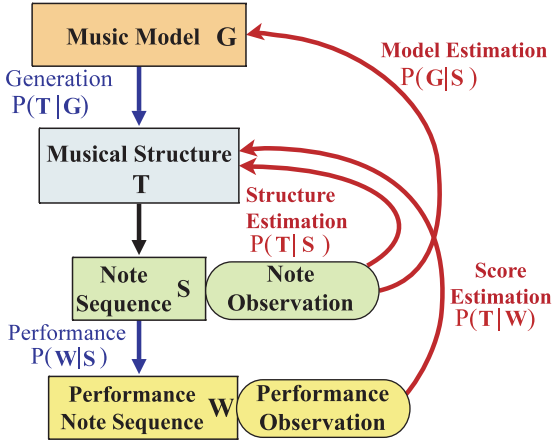 Music Model G
Model Estimation
P(G|S)
Generation
P(T|G)
Musical Structure
T
Structure
Estimation
P(T|S)
Note
Sequence S
Note
Observation
Score
Estimation
P(T|W)
Performance
P(W|S)
Performance
Note Sequence W
Performance
Observation